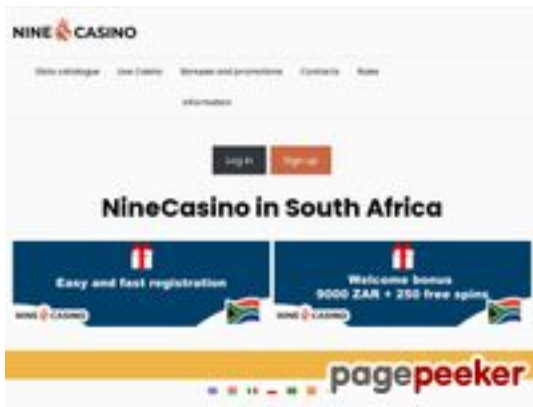 NINE CASINO
Slots catalogue Live Casino Bonuses and promotions Contacts Rules
Information
Log in Sign up
NineCasino in South Africa
Easy and fast registration
Welcome bonus
9000 ZAR + 250 free spins
NINE CASINO NINE CASINO
pagepeeker